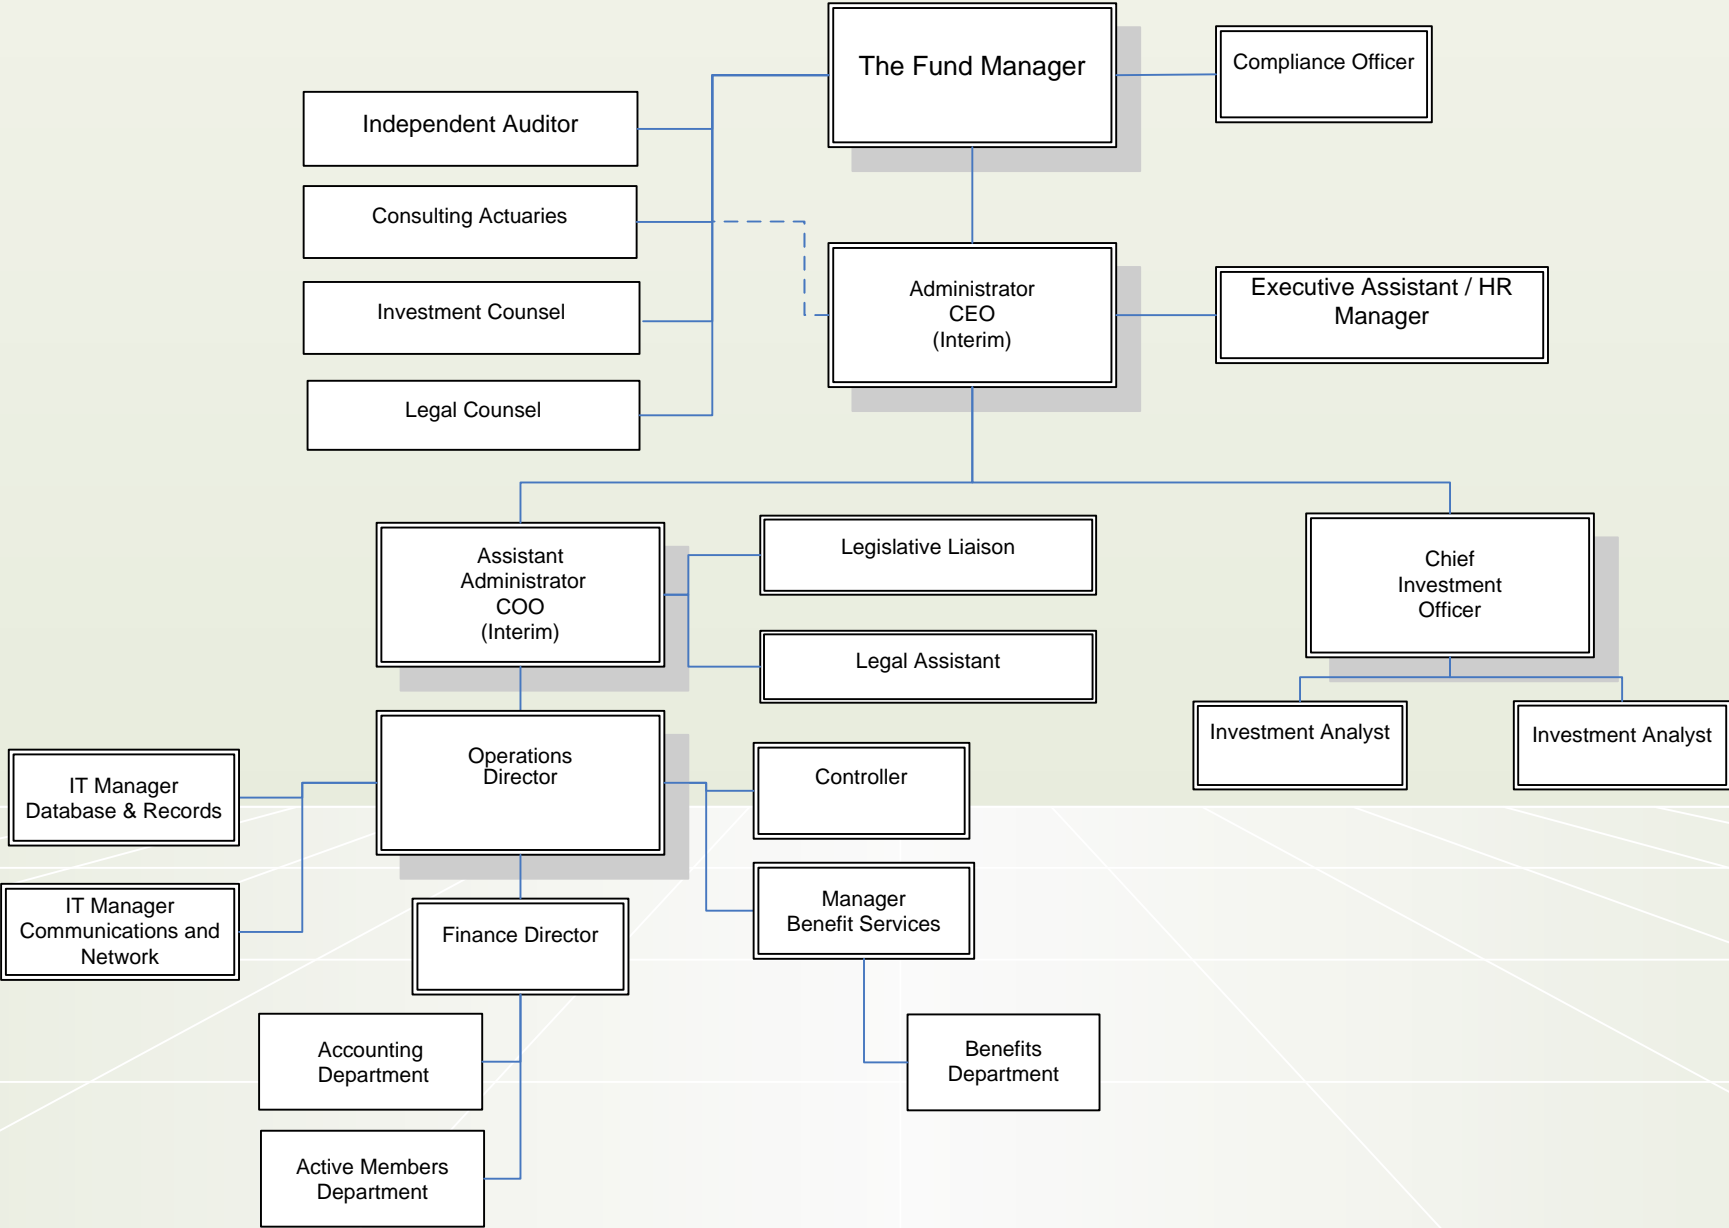 The Fund Manager
Compliance Officer
Independent Auditor
Consulting Actuaries
Investment Counsel
Legal Counsel
Administrator
CEO
(Interim)
Executive Assistant / HR
Manager
Assistant
Administrator
COO
(Interim)
Legislative Liaison
Legal Assistant
Chief
Investment
Officer
Investment Analyst
Investment Analyst
Operations
Director
IT Manager
Database & Records
IT Manager
Communications and
Network
Controller
Manager
Benefit Services
Finance Director
Accounting
Department
Benefits
Department
Active Members
Department